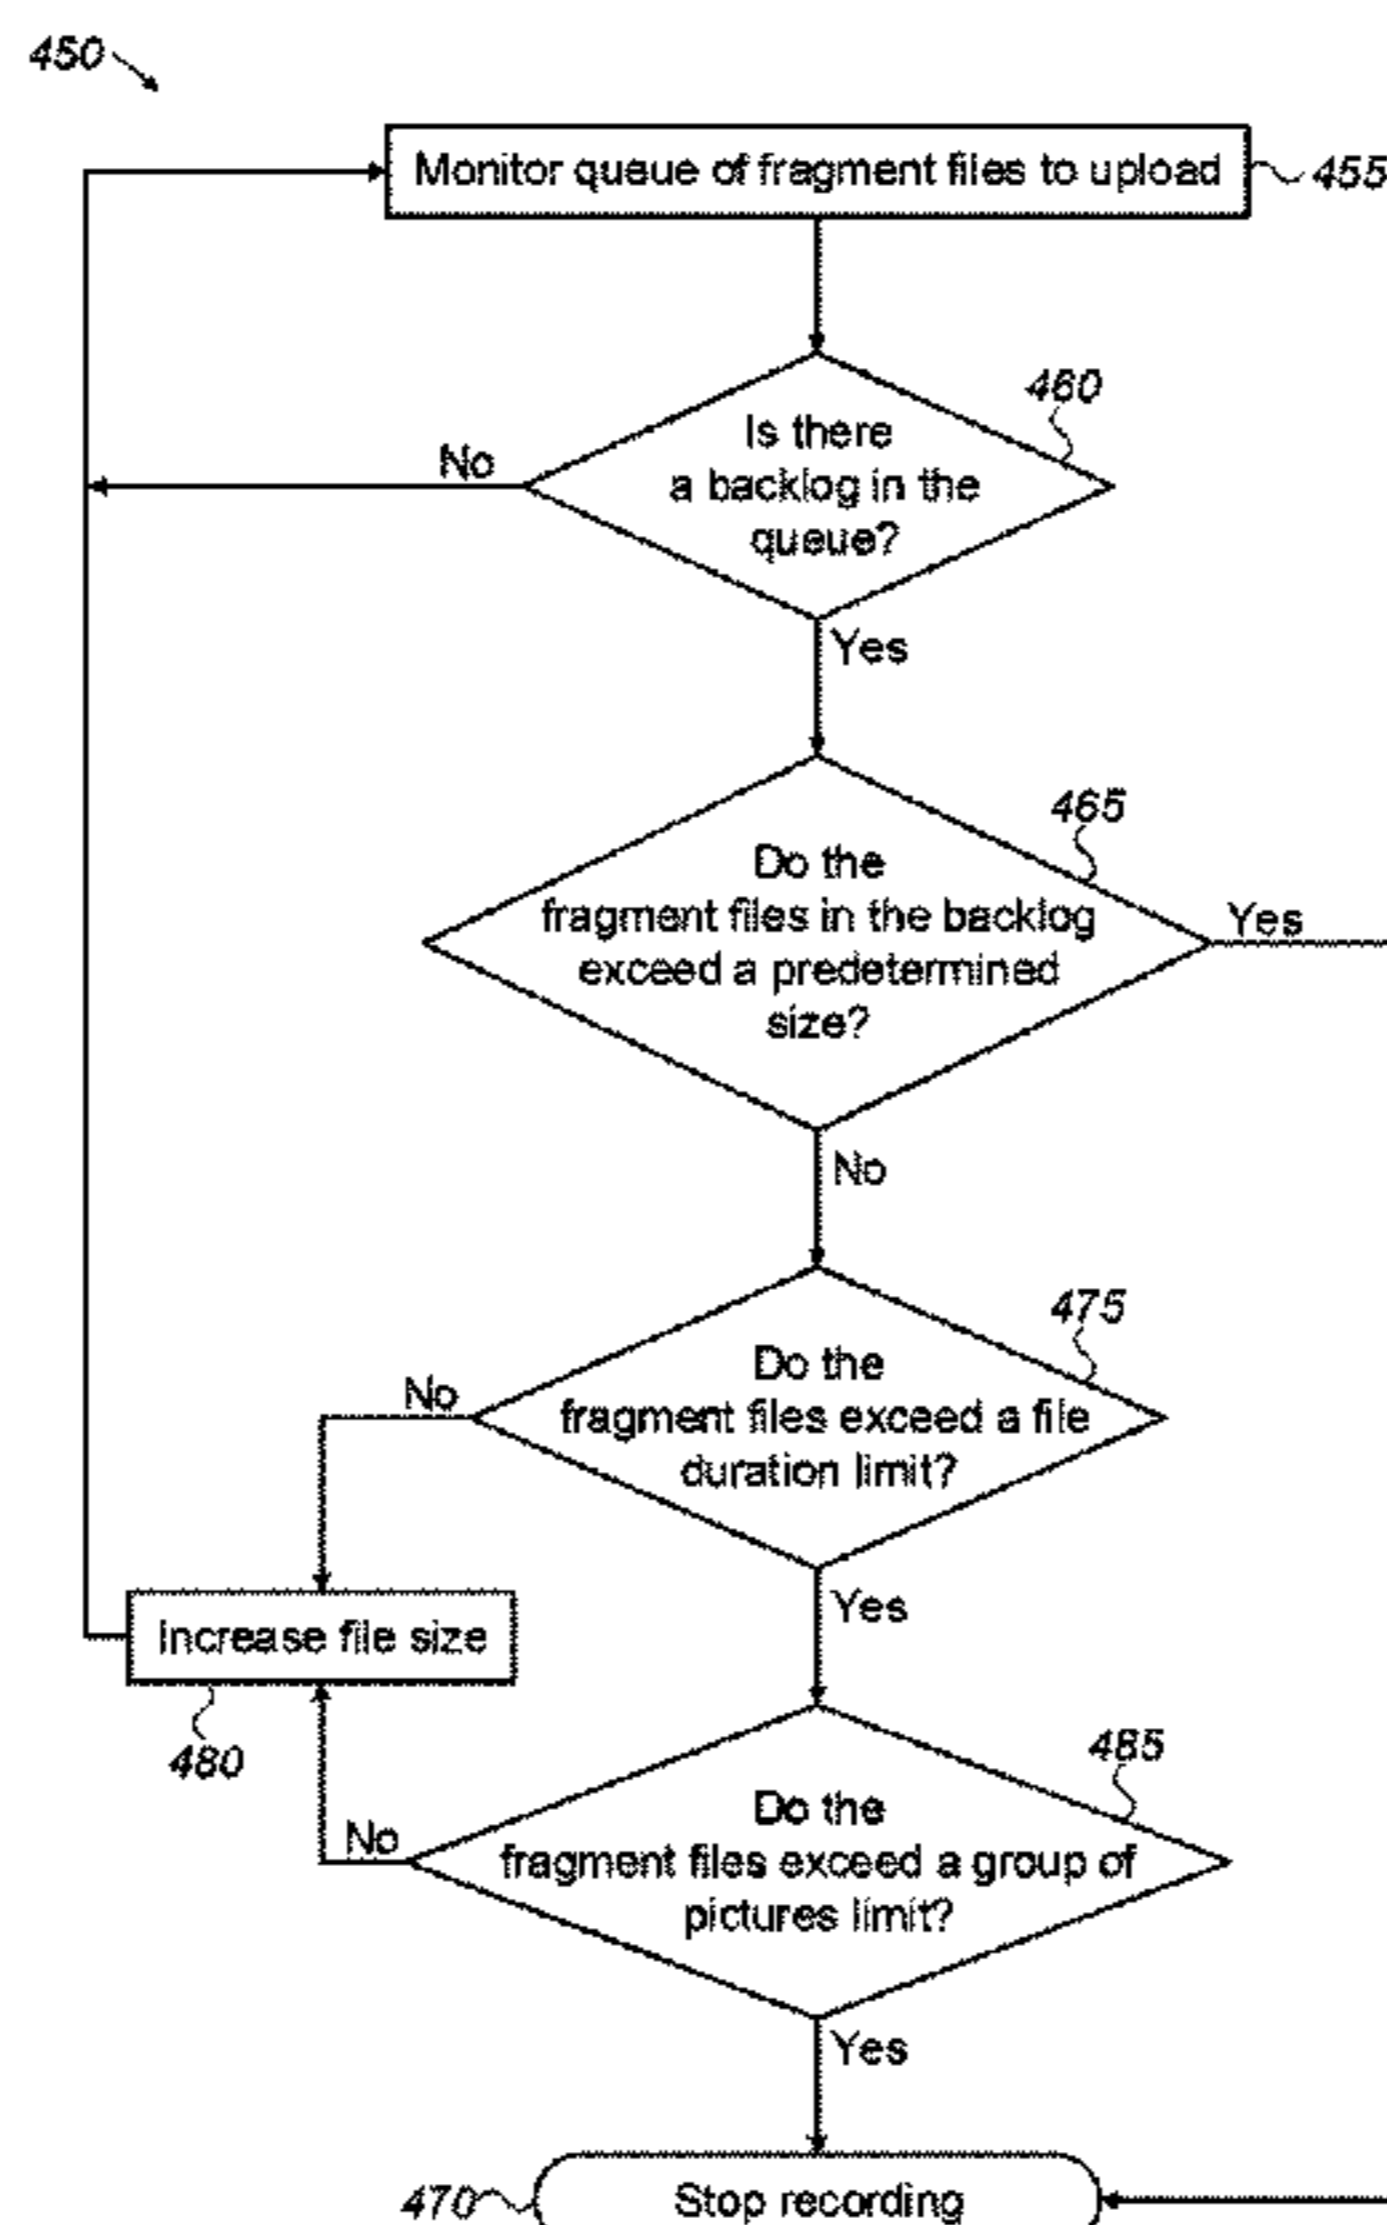 450
Monitor queue of fragment files to upload
455
460
Is there
a backlog in the
queue?
No
Yes
465
Do the
fragment files in the backlog
exceed a predetermined
size?
Yes
No
475
Do the
fragment files exceed a file
duration limit?
No
Yes
Increase file size
480
485
Do the
fragment files exceed a group of
pictures limit?
No
Yes
470
Stop recording